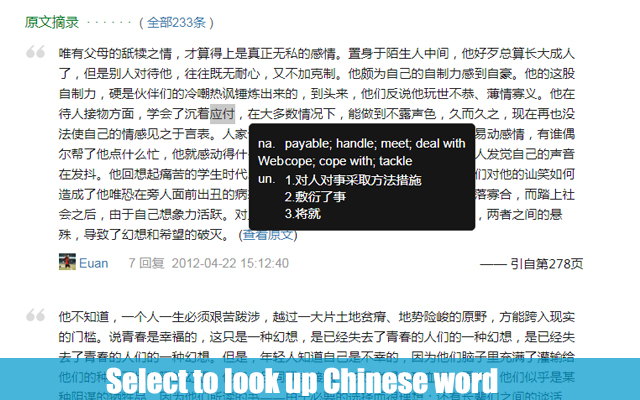 原文摘录 · · · · · · ( 全部233条 )
唯有父母的舐犊之情，才算得上是真正无私的感情。置身于陌生人中间，他好歹总算长大成人
了，但是别人对待他，往往既无耐心，又不加克制。他颇为自己的自制力感到自豪。他的这股
自制力，硬是伙伴们的冷嘲热讽锤炼出来的，到头来，他们反说他玩世不恭、薄情寡义。他在
待人接物方面，学会了沉着应付，在大多数情况下，能做到不露声色，久而久之，现在再也没
法使自己的情感见之于言表。人家
易动感情，有谁偶
尔帮了他点什么忙，他就感动得什
人发觉自己的声音
在发抖。他回想起痛苦的学生时代
们对他的讪笑如何
造成了他唯恐在旁人面前出丑的病
落寡合，而踏上社
会之后，由于自己想象力活跃。对
，两者之间的悬
殊，导致了幻想和希望的破灭。 (查看原文)
na. payable; handle; meet; deal with
Web cope; cope with; tackle
un. 1.对人对事采取方法措施
2.敷衍了事
3.将就
Euan 7 回复 2012-04-22 15:12:40
—— 引自第278页
他不知道，一个人一生必须艰苦跋涉，越过一大片土地贫瘠、地势险峻的原野，方能跨入现实
的门槛。说青春是幸福的，这只是一种幻想，是已经失去了青春的人们的一种幻想，是已经失
去了青春的人们的一种幻想。但是，年轻人知道自己是不幸的，因为他们脑子里充满了灌输给
Select to look up Chinese word